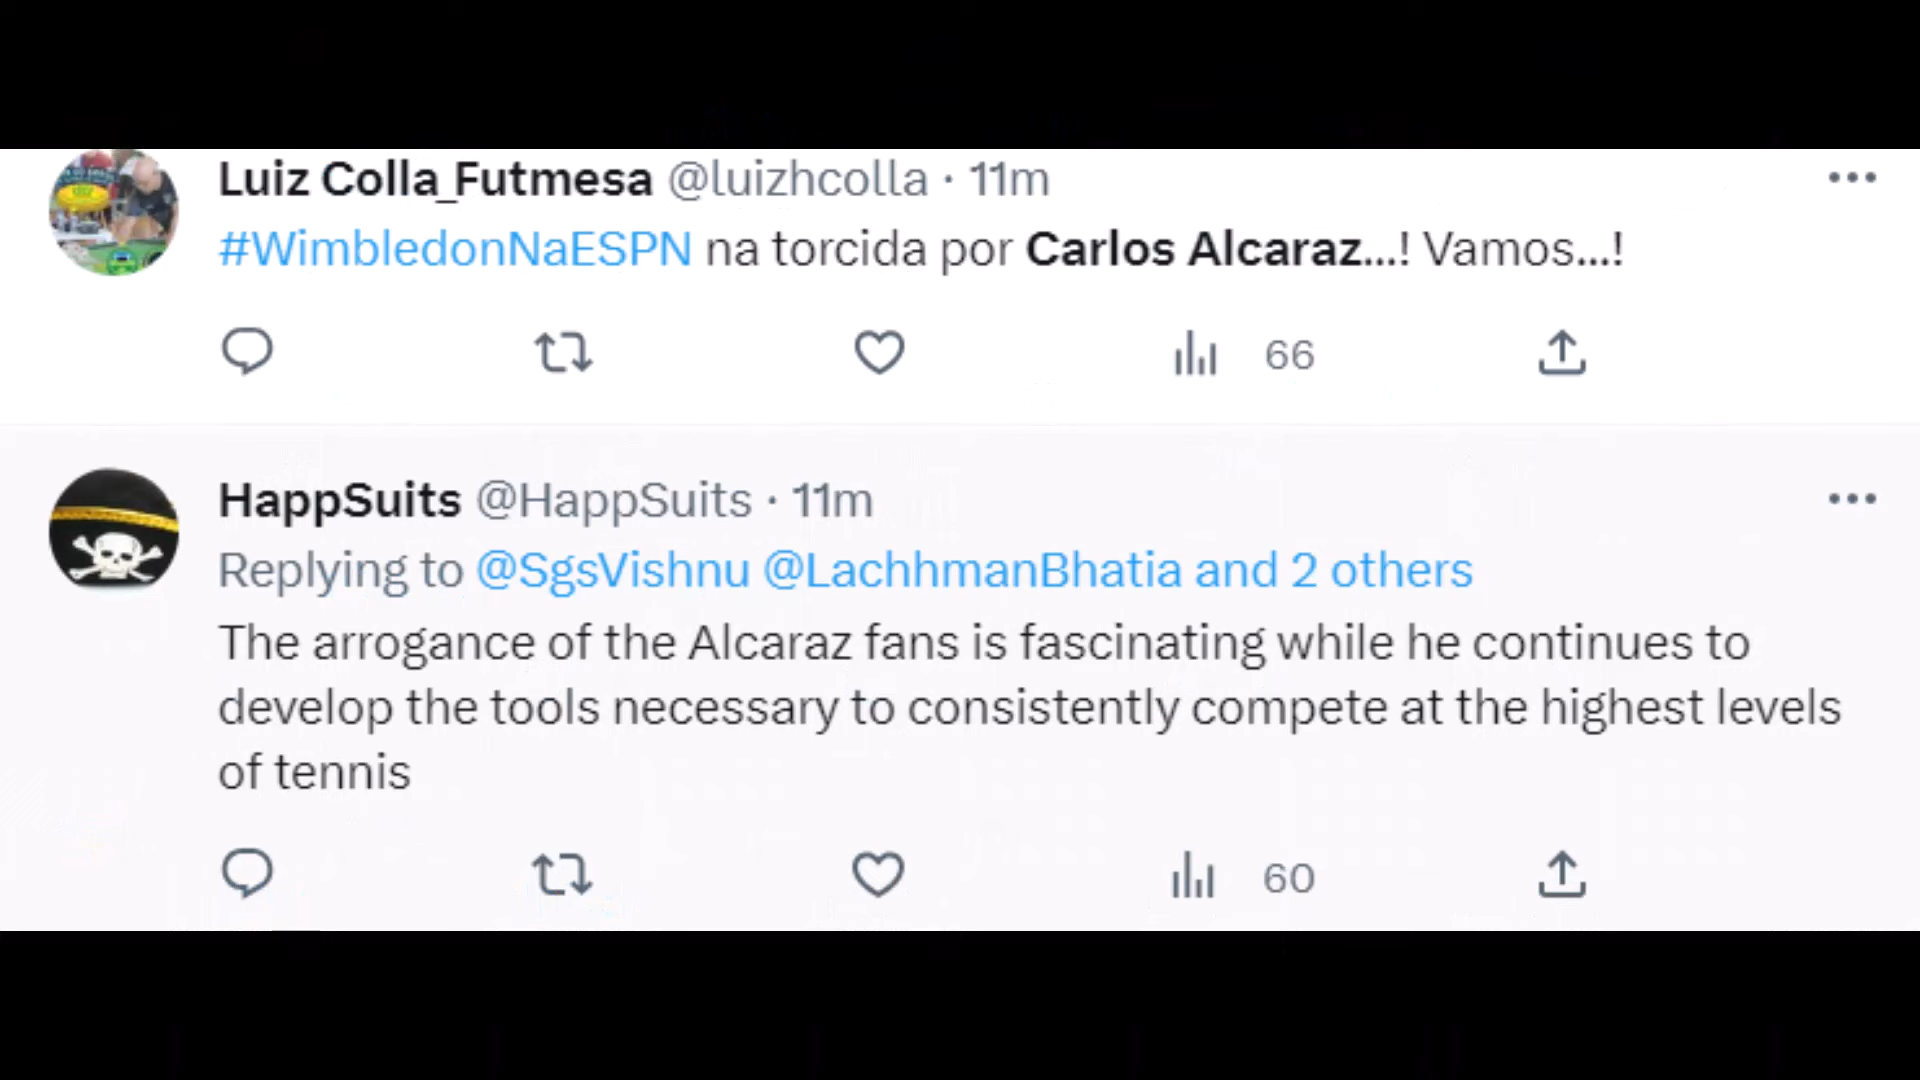 Luiz Colla_Futmesa @luizhcolla · 11m
#WimbledonNaESPN na torcida por Carlos Alcaraz...! Vamos...!
66
HappSuits @HappSuits · 11m
Replying to @SgsVishnu @LachhmanBhatia and 2 others
The arrogance of the Alcaraz fans is fascinating while he continues to
develop the tools necessary to consistently compete at the highest levels
of tennis
60